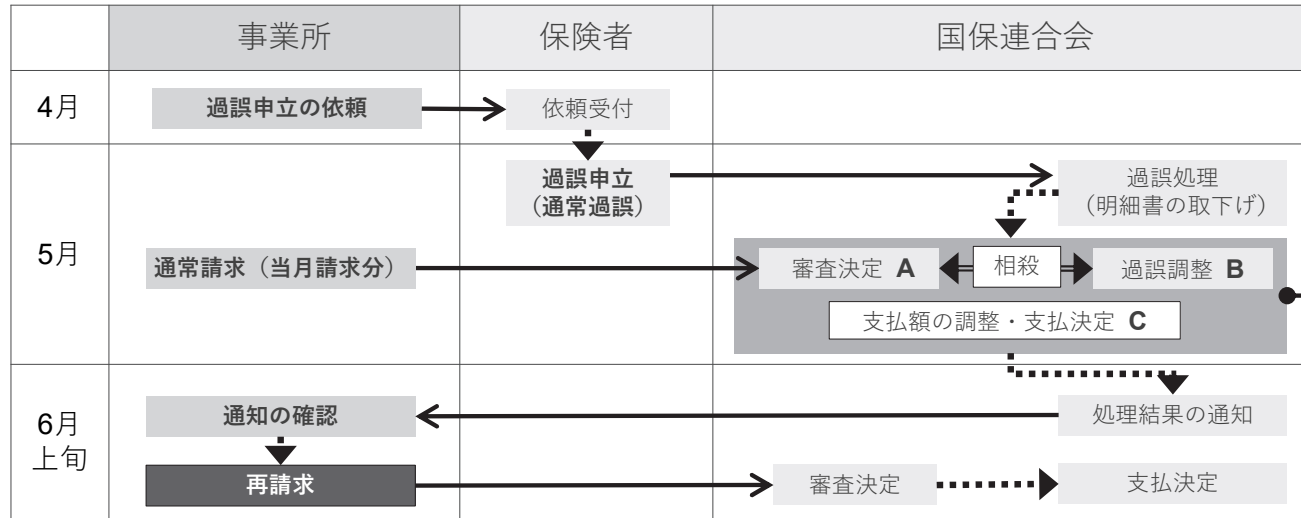 事業所 保険者 国保連合会
4月 過誤申立の依頼 依頼受付
過誤申立
(通常過誤)
過誤処理
(明細書の取下げ)
5月 通常請求（当月請求分） 審査決定 A 相殺 過誤調整 B
支払額の調整・支払決定 C
6月
上旬
通知の確認 処理結果の通知
再請求 審査決定 支払決定